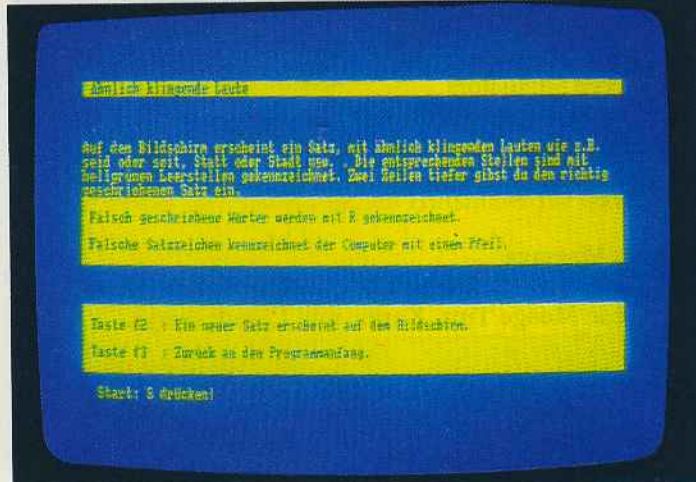 Ähnlich klingende Laute
Auf dem Bildschirm erscheint ein Satz, mit ähnlich klingenden Lauten wie z.B.
seid oder seit, Statt oder Stadt usw. . Die entsprechenden Stellen sind mit
hellgrünen Leerstellen gekennzeichnet. Zwei Zeilen tiefer gibst du den richtig
geschriebenen Satz ein.
Falsch geschriebene Wörter werden mit R gekennzeichnet.
Falsche Satzzeichen kennzeichnet der Computer mit einem Pfeil.
Taste f2 : Ein neuer Satz erscheint auf dem Bildschirm.
Taste f3 : Zurück an den Programmanfang.
Start: S drücken!